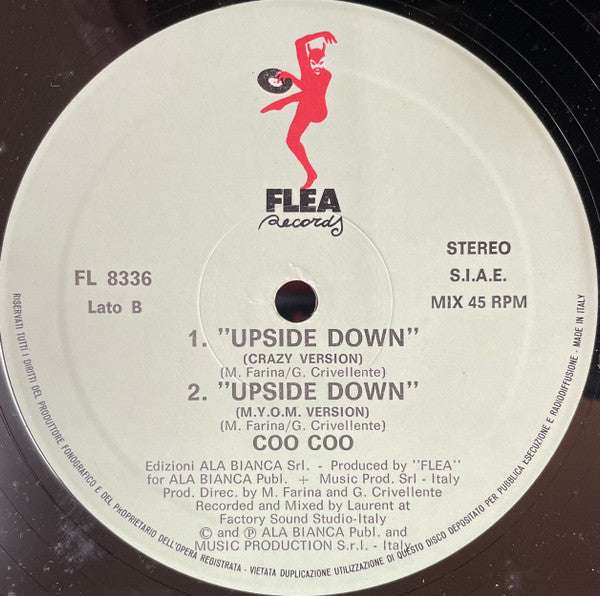 FLEA
Records
STEREO
FL 8336
S.I.A.E.
Lato B
MIX 45 RPM
1. "UPSIDE DOWN"
(CRAZY VERSION)
(M. Farina/G. Crivellente)
2. "UPSIDE DOWN"
(M.Y.O.M. VERSION)
(M. Farina/G. Crivellente)
COO COO
Edizioni ALA BIANCA Srl. - Produced by "FLEA"
for ALA BIANCA Publ. + Music Prod. Srl - Italy
Prod. Direc. by M. Farina and G. Crivellente
Recorded and Mixed by Laurent at
Factory Sound Studio-Italy
© and ℗ ALA BIANCA Publ. and
MUSIC PRODUCTION S.r.l. - Italy
RISERVATI TUTTI I DIRITTI DEL PRODUTTORE FONOGRAFICO E DEL PROPRIETARIO DELL'OPERA REGISTRATA - VIETATA DUPLICAZIONE UTILIZZAZIONE DI QUESTO DISCO DEPOSITATO PER PUBBLICA ESECUZIONE E RADIODIFFUSIONE - MADE IN ITALY